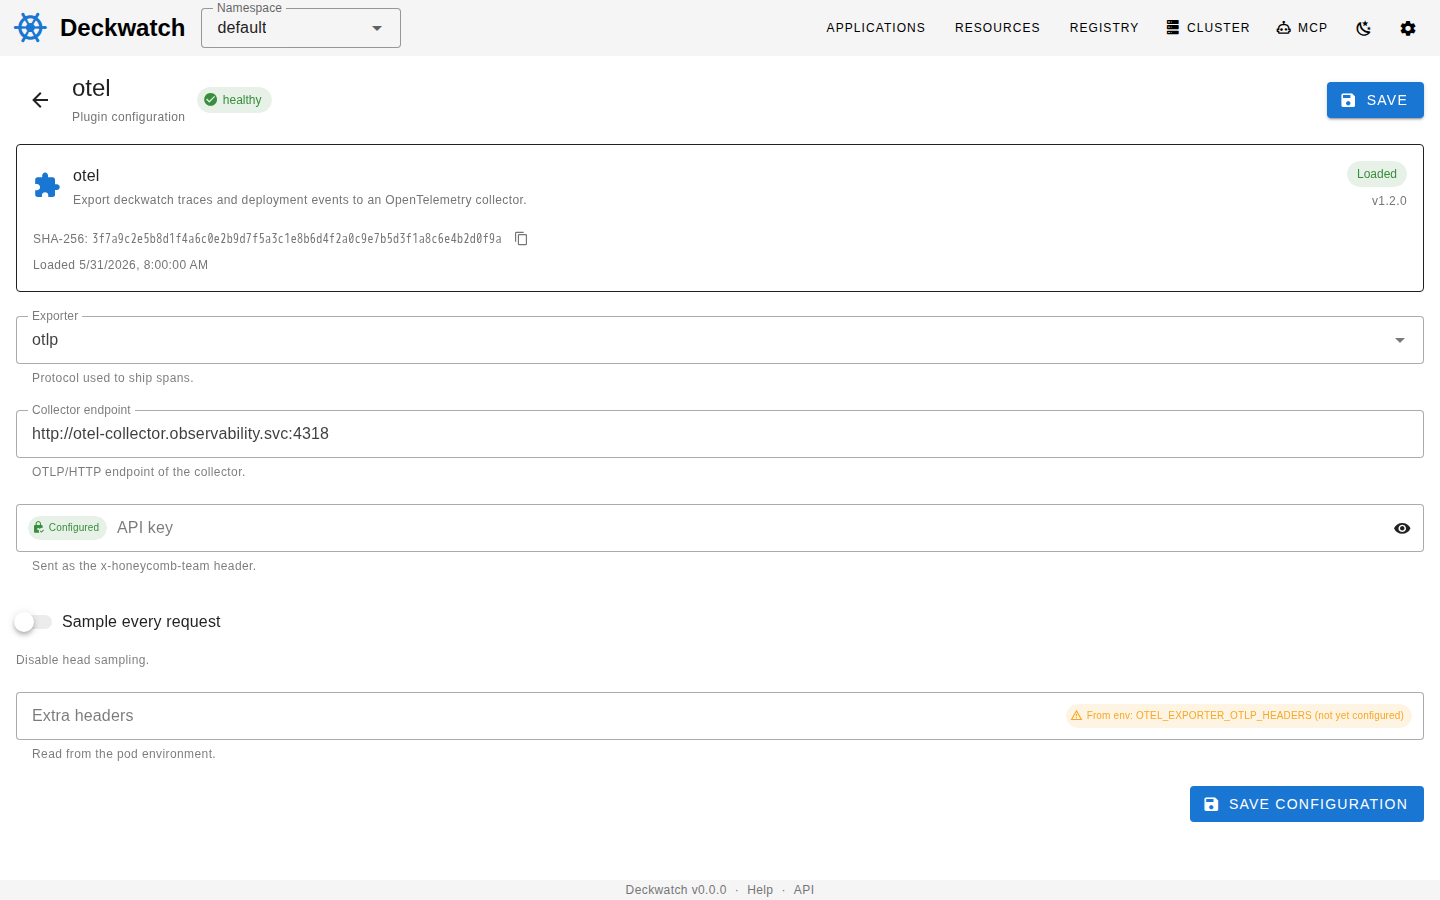 Deckwatch
Namespace
default
APPLICATIONS
RESOURCES
REGISTRY
CLUSTER
MCP
otel
Plugin configuration
healthy
SAVE
otel
Export deckwatch traces and deployment events to an OpenTelemetry collector.
Loaded
v1.2.0
SHA-256: 3f7a9c2e5b8d1f4a6c0e2b9d7f5a3c1e8b6d4f2a0c9e7b5d3f1a8c6e4b2d0f9a
Loaded 5/31/2026, 8:00:00 AM
Exporter
otlp
Protocol used to ship spans.
Collector endpoint
http://otel-collector.observability.svc:4318
OTLP/HTTP endpoint of the collector.
Configured
API key
Sent as the x-honeycomb-team header.
Sample every request
Disable head sampling.
Extra headers
From env: OTEL_EXPORTER_OTLP_HEADERS (not yet configured)
Read from the pod environment.
SAVE CONFIGURATION
Deckwatch v0.0.0 · Help · API